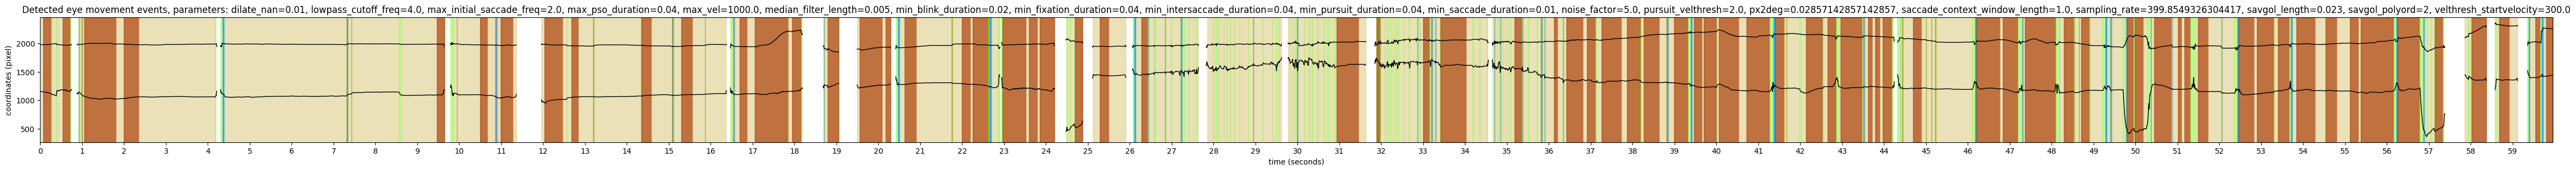 Detected eye movement events, parameters: dilate_nan=0.01, lowpass_cutoff_freq=4.0, max_initial_saccade_freq=2.0, max_pso_duration=0.04, max_vel=1000.0, median_filter_length=0.005, min_blink_duration=0.02, min_fixation_duration=0.04, min_intersaccade_duration=0.04, min_pursuit_duration=0.04, min_saccade_duration=0.01, noise_factor=5.0, pursuit_velthresh=2.0, px2deg=0.02857142857142857, saccade_context_window_length=1.0, sampling_rate=399.8549326304417, savgol_length=0.023, savgol_polyord=2, velthresh_startvelocity=300.0
coordinates (pixel)
2000
1500
1000
500
0 1 2 3 4 5 6 7 8 9 10 11 12 13 14 15 16 17 18 19 20 21 22 23 24 25 26 27 28 29 30 31 32 33 34 35 36 37 38 39 40 41 42 43 44 45 46 47 48 49 50 51 52 53 54 55 56 57 58 59
time (seconds)